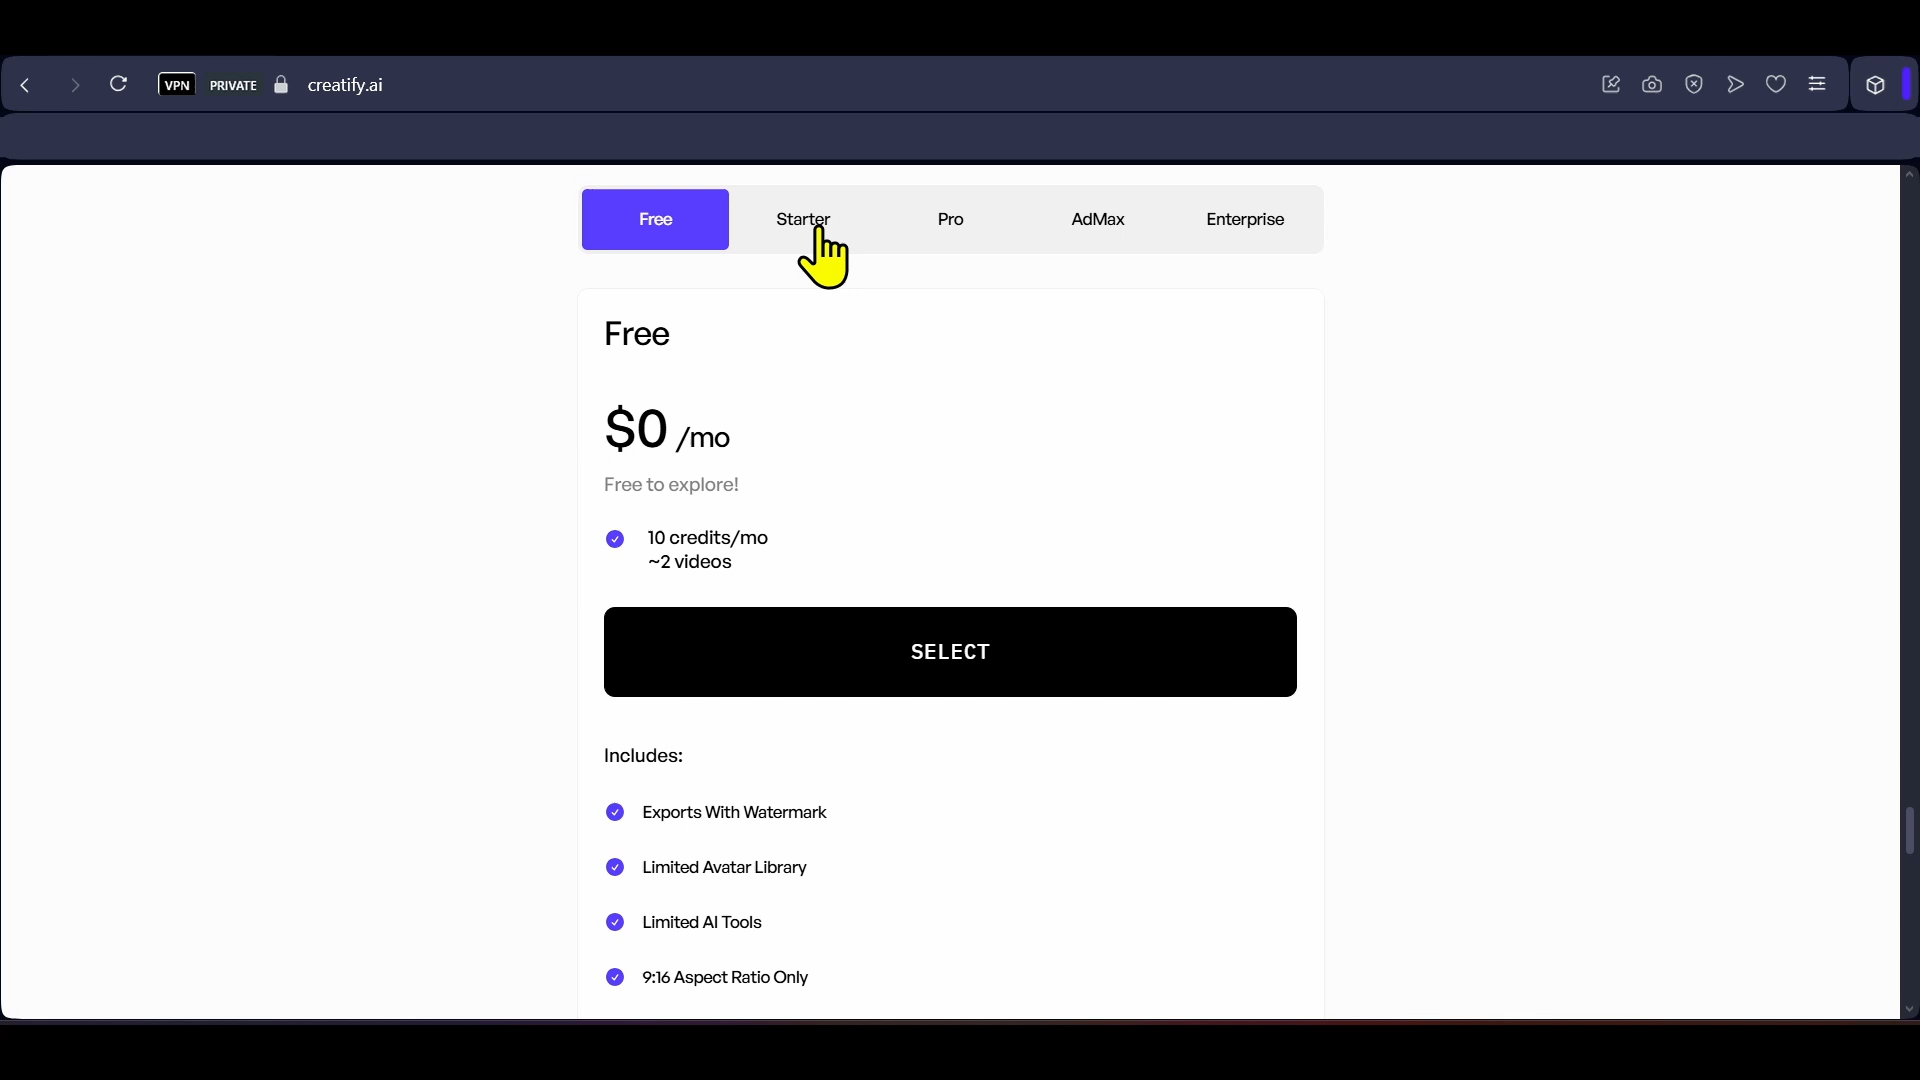 VPN PRIVATE creatify.ai
Free Starter Pro AdMax Enterprise
Free
$0 /mo
Free to explore!
10 credits/mo
~2 videos
SELECT
Includes:
Exports With Watermark
Limited Avatar Library
Limited AI Tools
9:16 Aspect Ratio Only